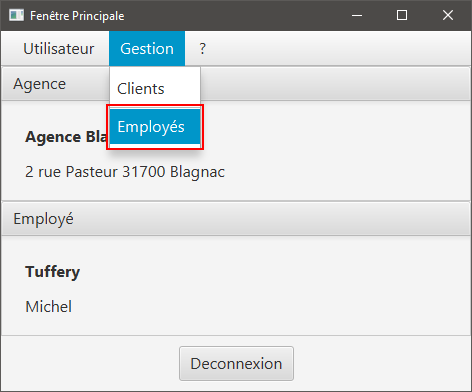 Fenêtre Principale
Utilisateur Gestion ?
Agence
Clients
Employés
Agence Bla
2 rue Pasteur 31700 Blagnac
Employé
Tuffery
Michel
Deconnexion